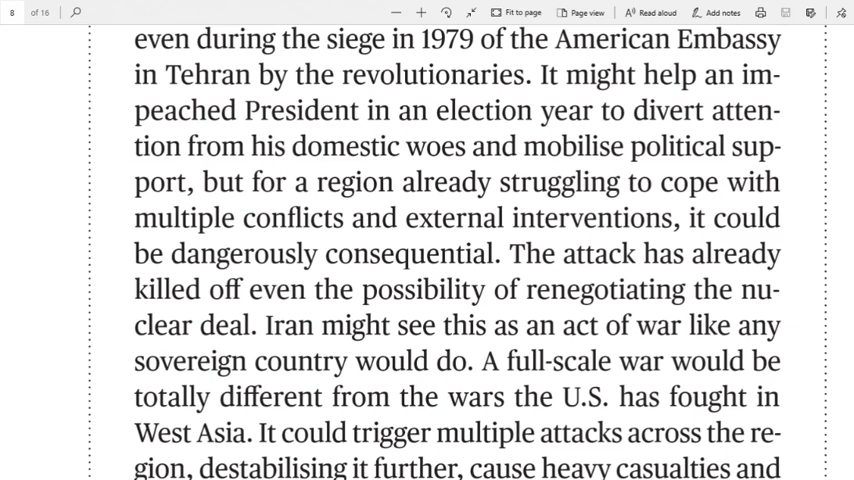 8 of 16 Fit to page Page view Read aloud Add notes
even during the siege in 1979 of the American Embassy
in Tehran by the revolutionaries. It might help an im-
peached President in an election year to divert atten-
tion from his domestic woes and mobilise political sup-
port, but for a region already struggling to cope with
multiple conflicts and external interventions, it could
be dangerously consequential. The attack has already
killed off even the possibility of renegotiating the nu-
clear deal. Iran might see this as an act of war like any
sovereign country would do. A full-scale war would be
totally different from the wars the U.S. has fought in
West Asia. It could trigger multiple attacks across the re-
gion, destabilising it further, cause heavy casualties and